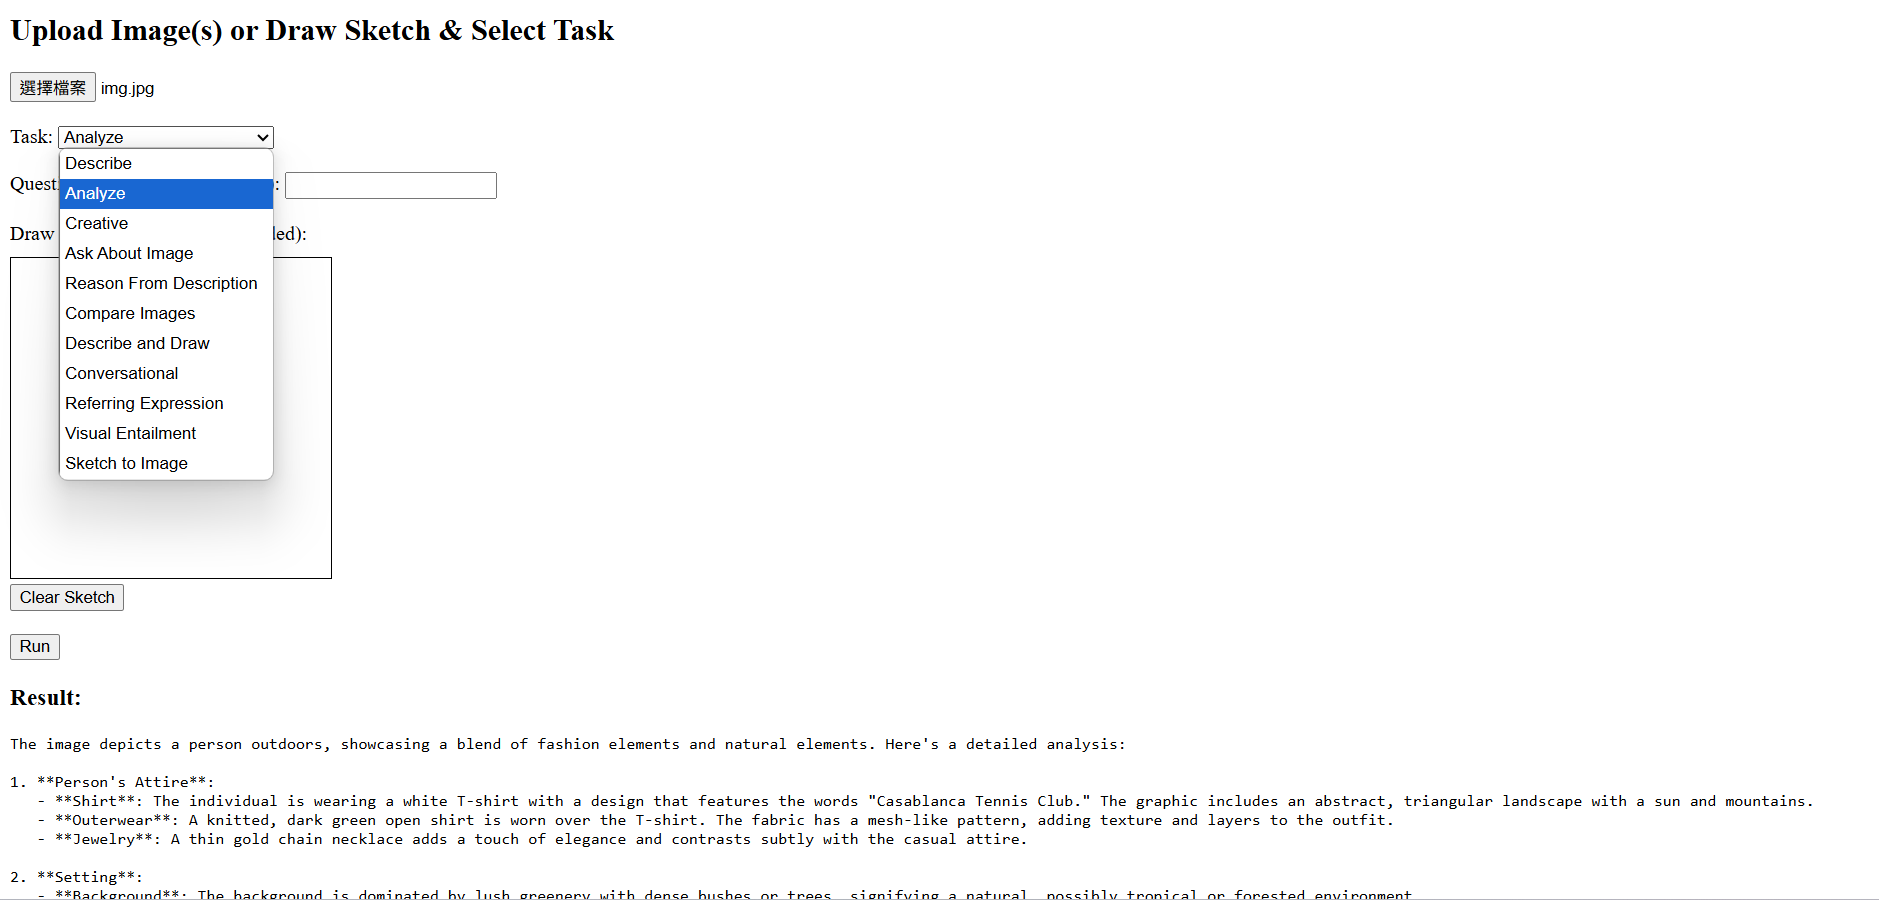 Upload Image(s) or Draw Sketch & Select Task
選擇檔案 img.jpg
Task: Analyze
Describe
Quest :
Analyze
Creative
Draw led):
Ask About Image
Reason From Description
Compare Images
Describe and Draw
Conversational
Referring Expression
Visual Entailment
Sketch to Image
Clear Sketch
Run
Result:
The image depicts a person outdoors, showcasing a blend of fashion elements and natural elements. Here's a detailed analysis:
1. **Person's Attire**:
- **Shirt**: The individual is wearing a white T-shirt with a design that features the words "Casablanca Tennis Club." The graphic includes an abstract, triangular landscape with a sun and mountains.
- **Outerwear**: A knitted, dark green open shirt is worn over the T-shirt. The fabric has a mesh-like pattern, adding texture and layers to the outfit.
- **Jewelry**: A thin gold chain necklace adds a touch of elegance and contrasts subtly with the casual attire.
2. **Setting**:
- **Background**: The background is dominated by lush greenery with dense bushes or trees, signifying a natural, possibly tropical or forested environment